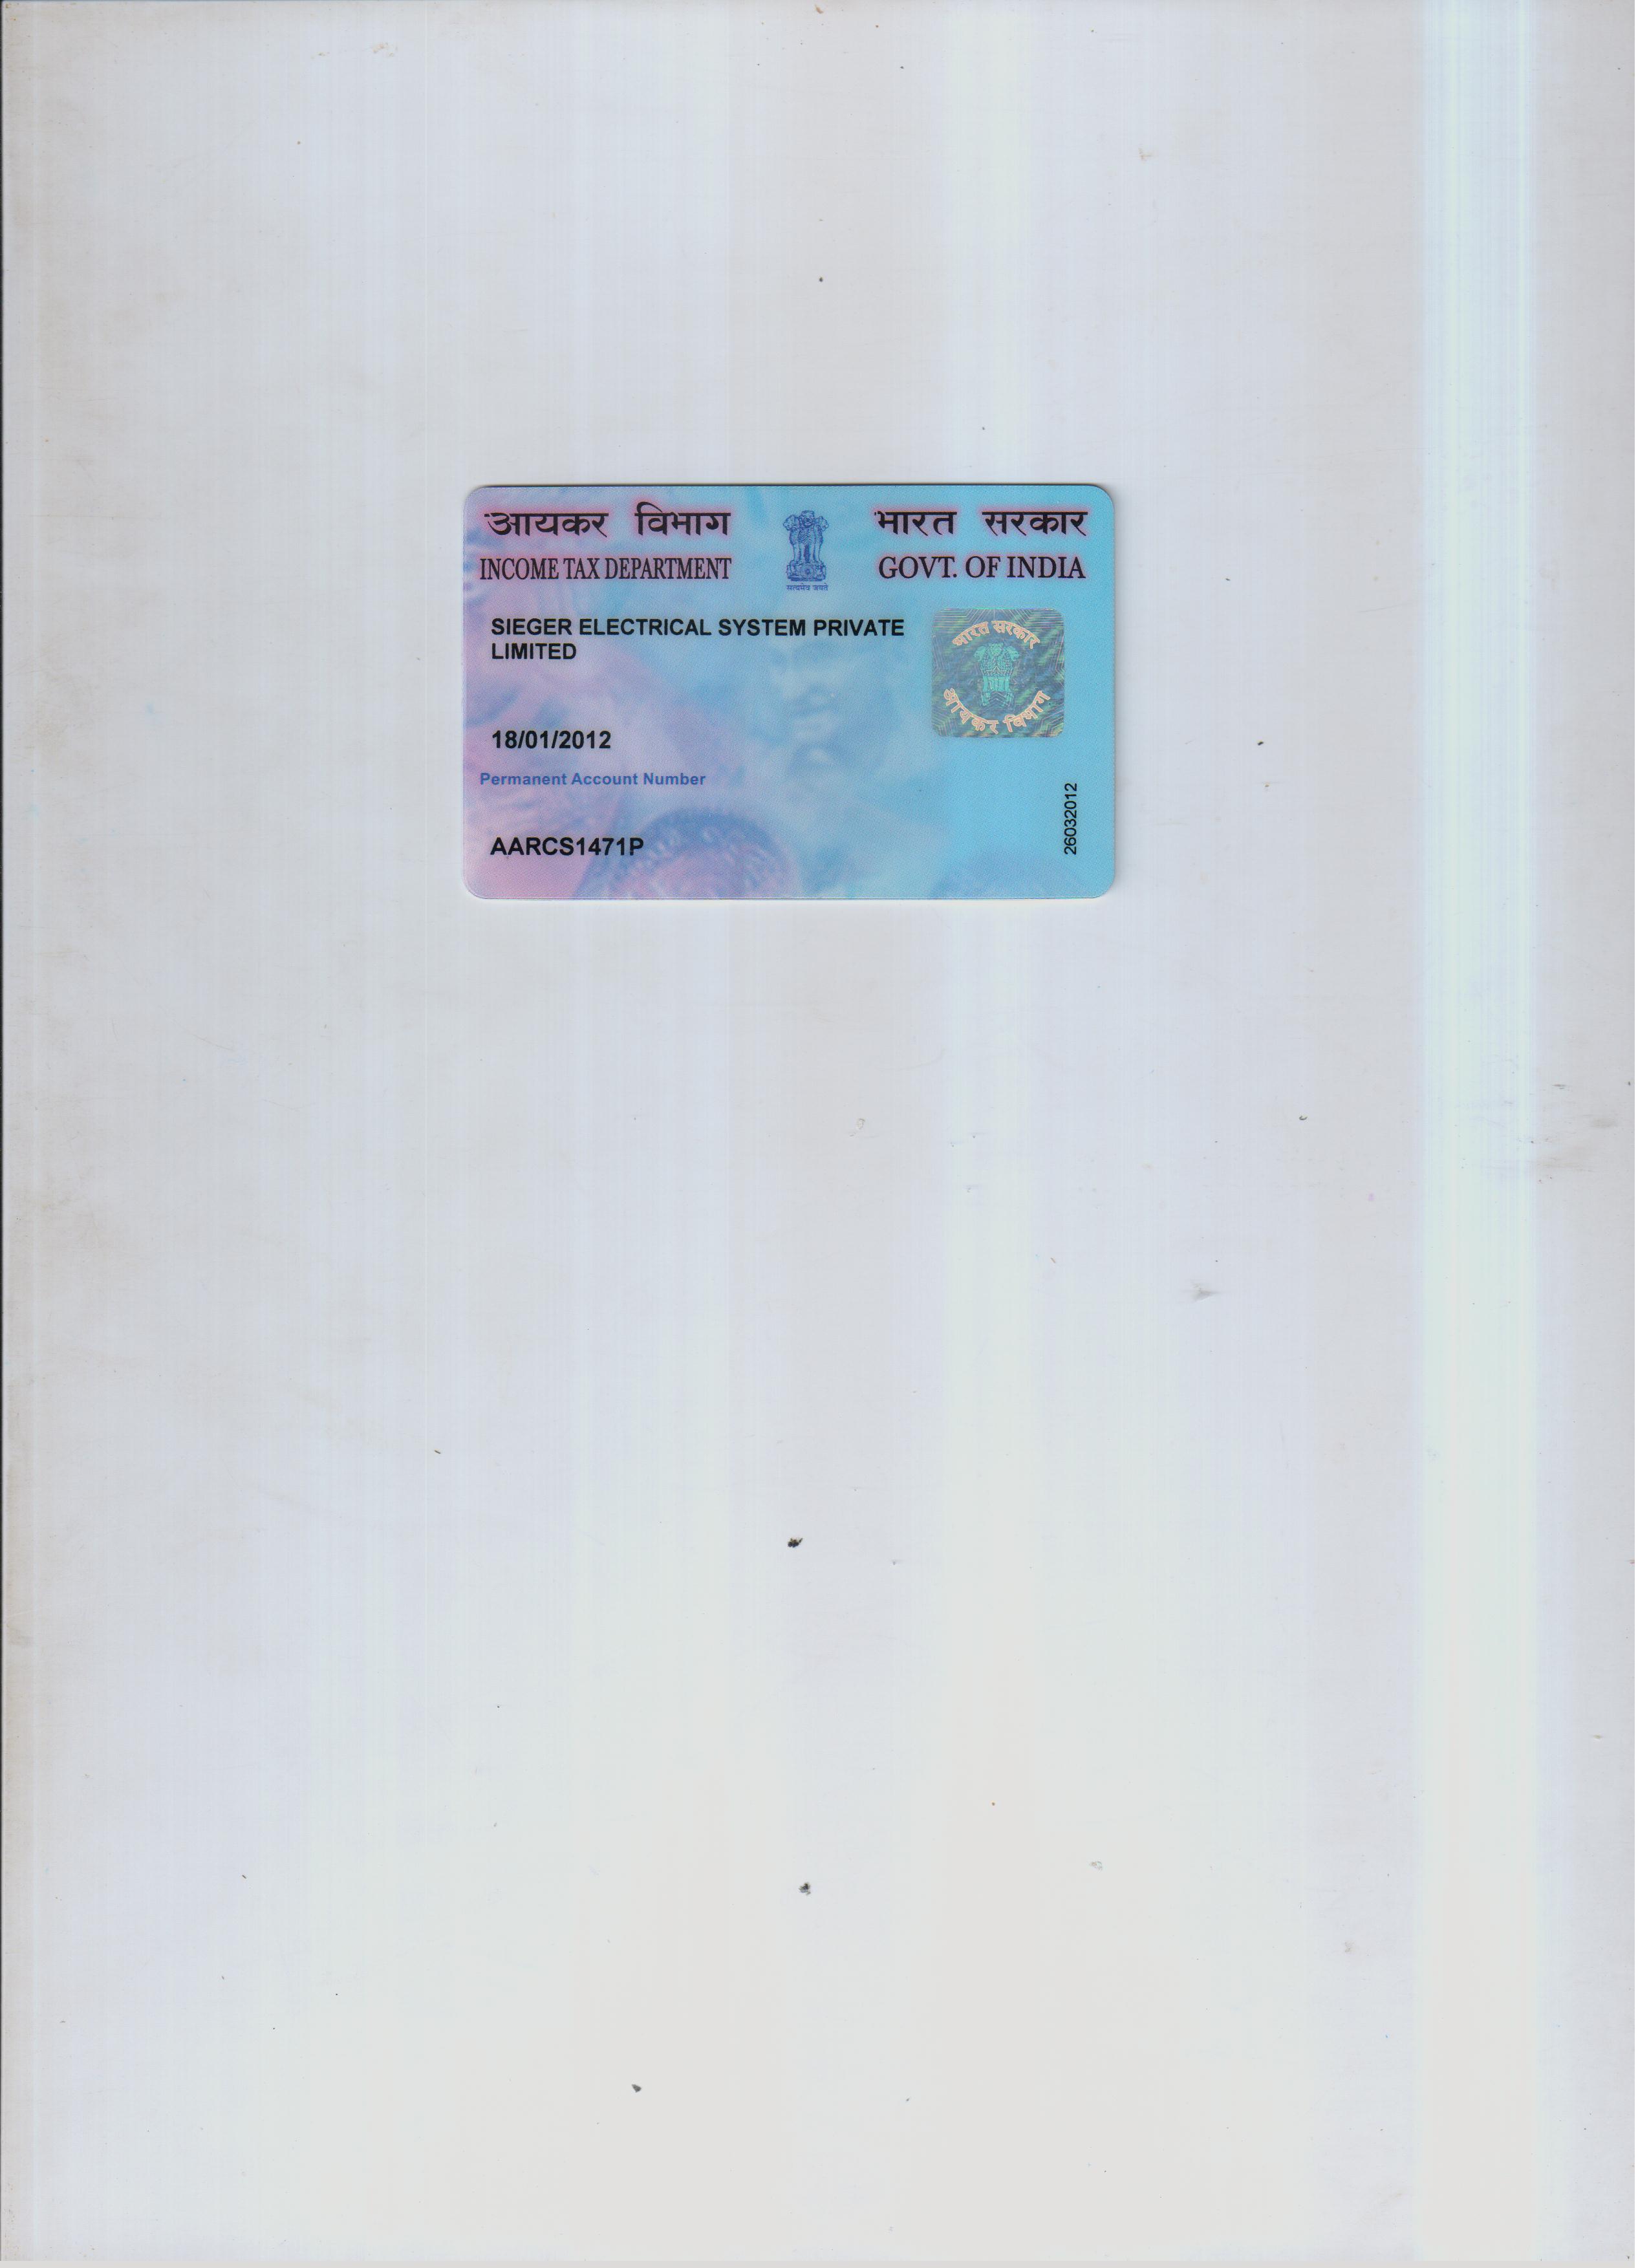 आयकर विभाग
INCOME TAX DEPARTMENT
सत्यमेव जयते
भारत सरकार
GOVT. OF INDIA
SIEGER ELECTRICAL SYSTEM PRIVATE
LIMITED
भारत सरकार
आयकर विभाग
18/01/2012
Permanent Account Number
AARCS1471P
26032012